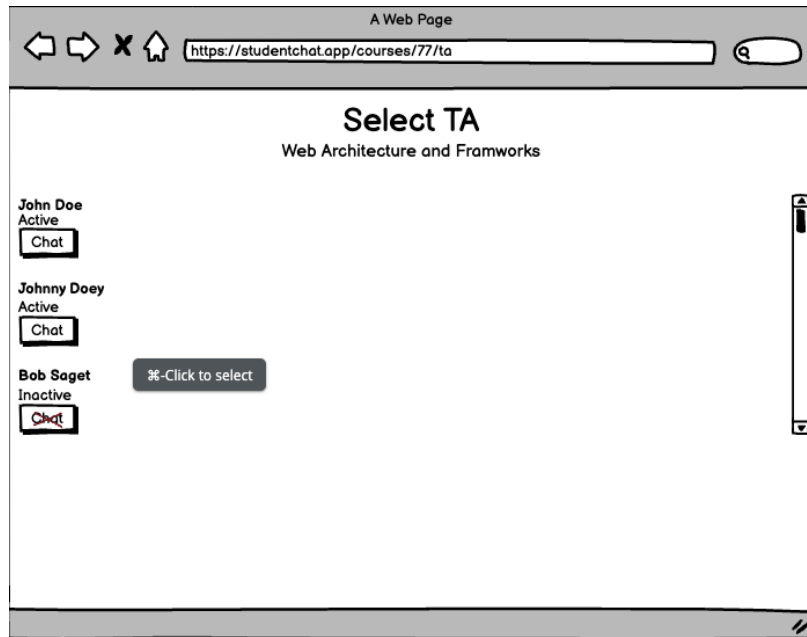 A Web Page
https://studentchat.app/courses/77/ta
Select TA
Web Architecture and Framworks
John Doe
Active
Chat
Johnny Doey
Active
Chat
Bob Saget
⌘-Click to select
Inactive
Chat